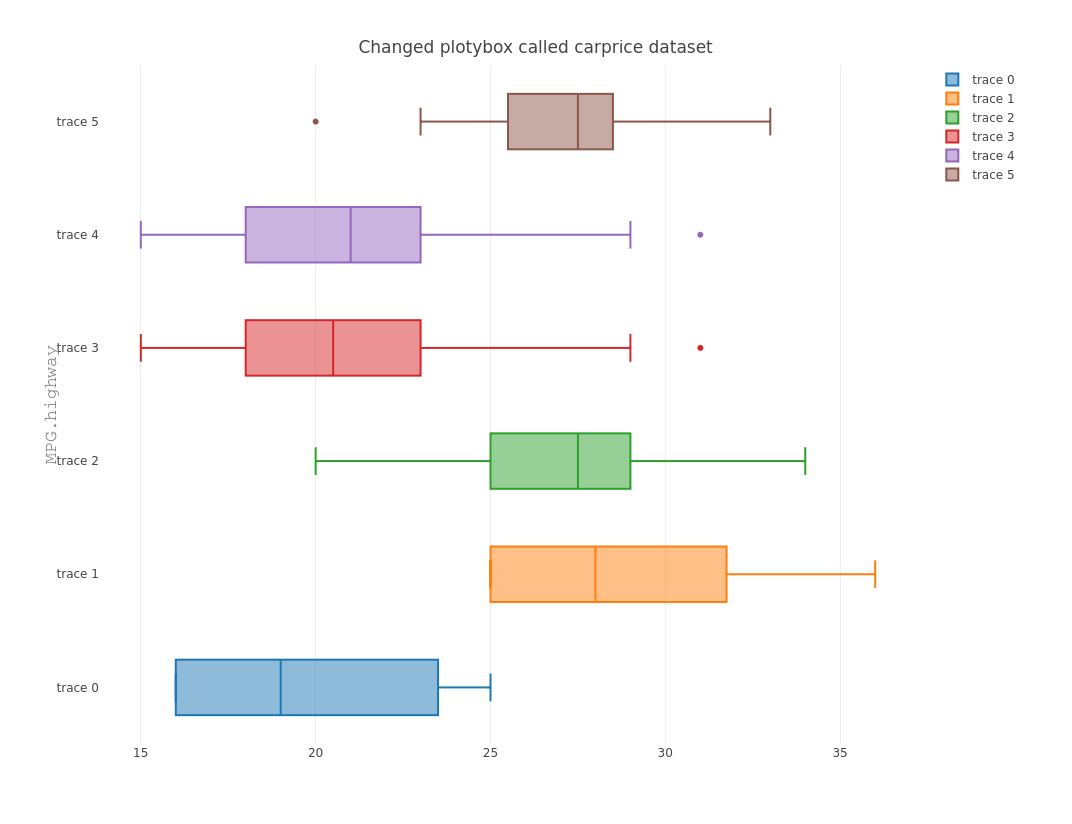 Changed plotybox called carprice dataset
trace 0
trace 1
trace 2
trace 3
trace 4
trace 5
trace 5
trace 4
trace 3
trace 2
trace 1
trace 0
MPG.highway
15 20 25 30 35